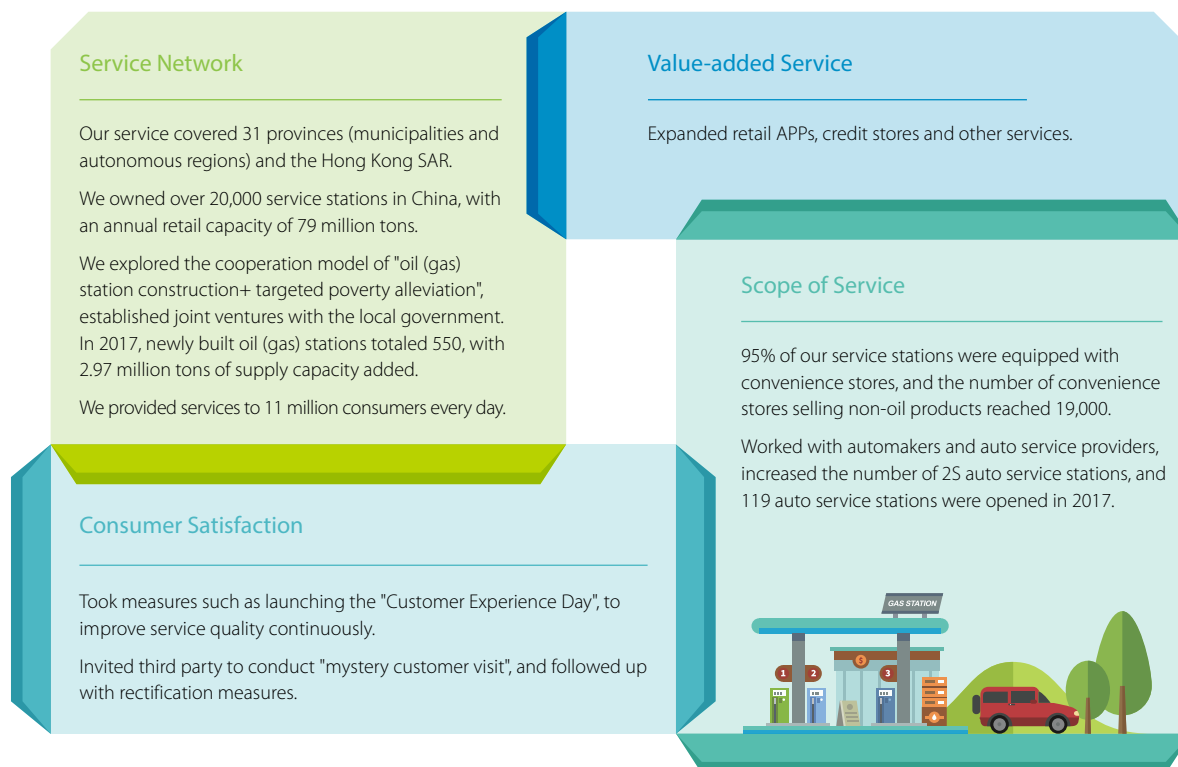 Service Network
Our service covered 31 provinces (municipalities and
autonomous regions) and the Hong Kong SAR.
We owned over 20,000 service stations in China, with
an annual retail capacity of 79 million tons.
We explored the cooperation model of "oil (gas)
station construction+ targeted poverty alleviation",
established joint ventures with the local government.
In 2017, newly built oil (gas) stations totaled 550, with
2.97 million tons of supply capacity added.
We provided services to 11 million consumers every day.
Value-added Service
Expanded retail APPs, credit stores and other services.
Scope of Service
95% of our service stations were equipped with
convenience stores, and the number of convenience
stores selling non-oil products reached 19,000.
Worked with automakers and auto service providers,
increased the number of 2S auto service stations, and
119 auto service stations were opened in 2017.
Consumer Satisfaction
Took measures such as launching the "Customer Experience Day", to
improve service quality continuously.
Invited third party to conduct "mystery customer visit", and followed up
with rectification measures.
GAS STATION
$
1 2 3